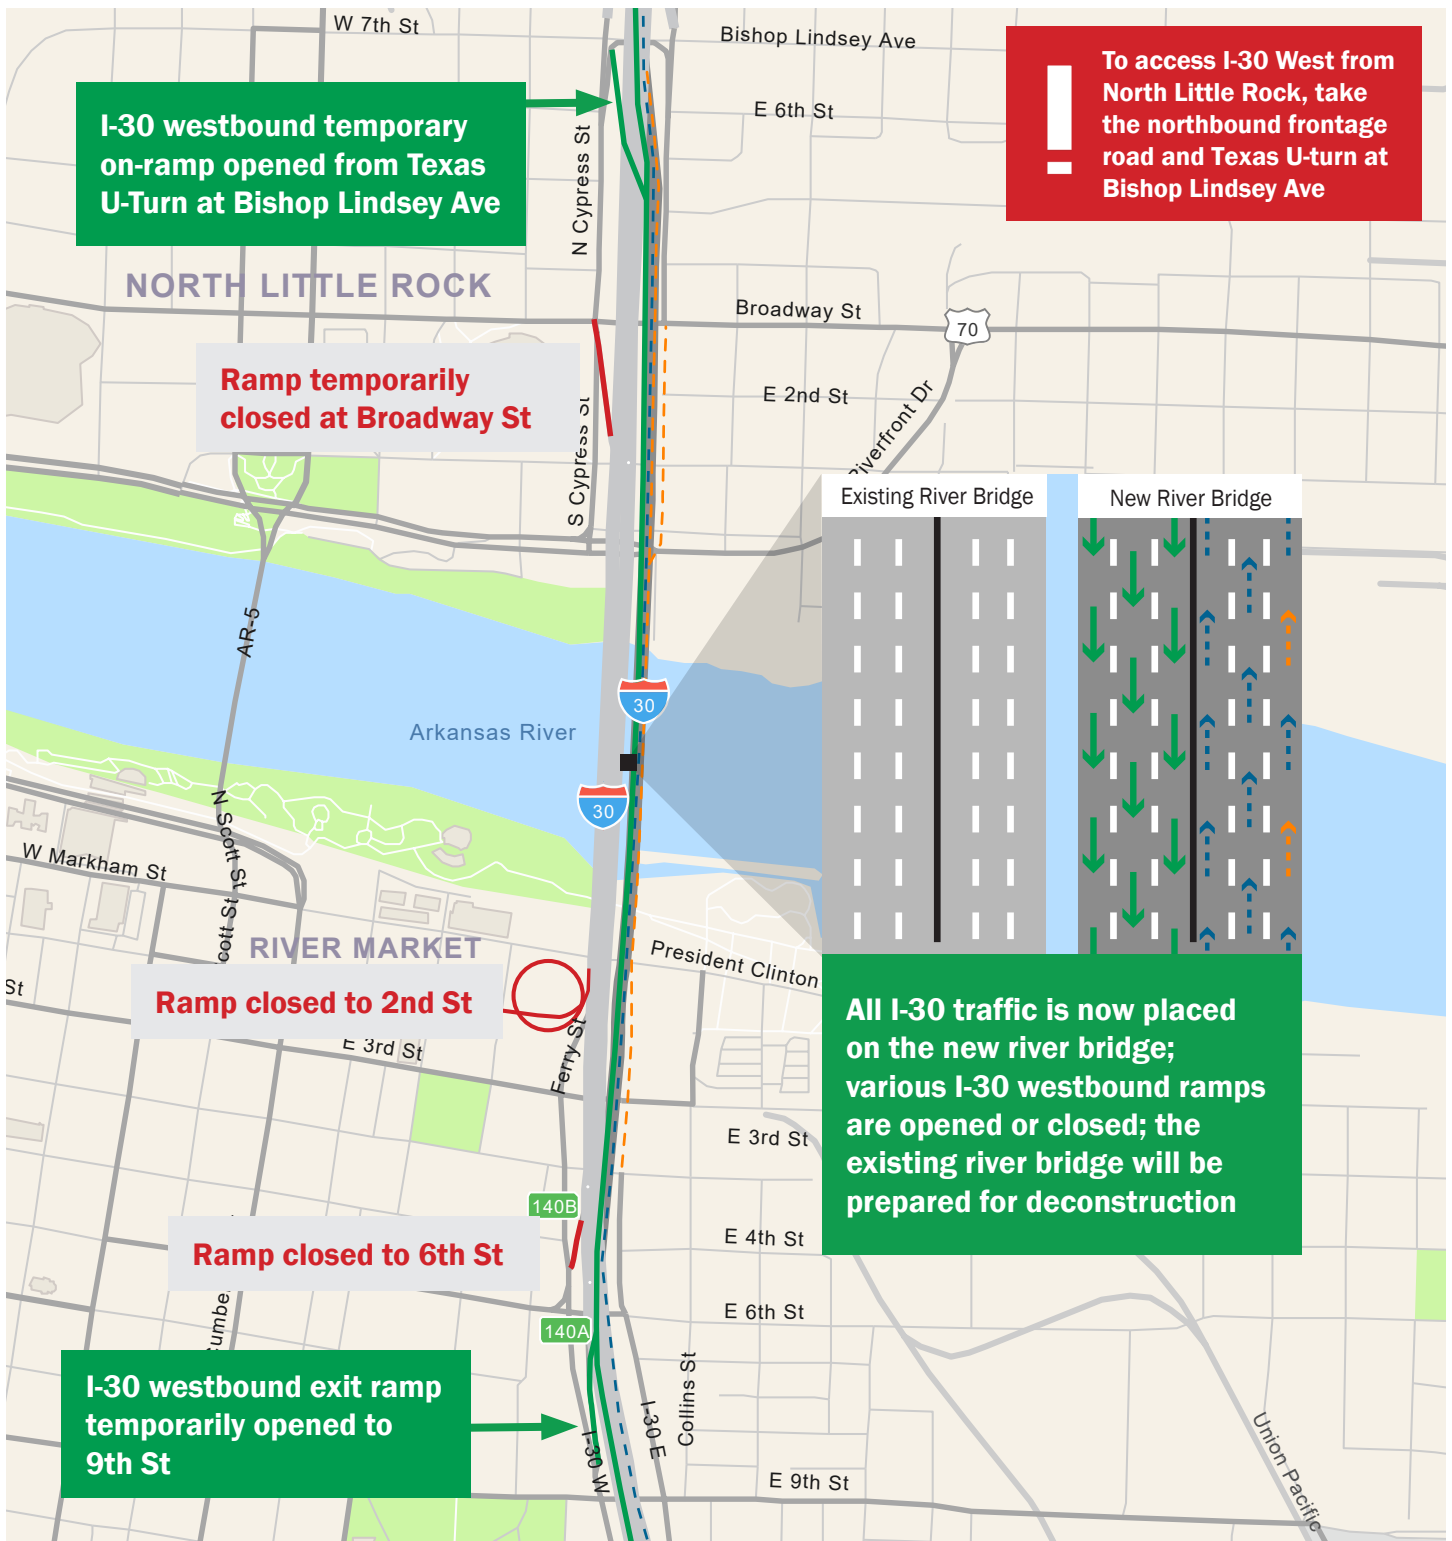 W 7th St
Bishop Lindsey Ave
To access I-30 West from
North Little Rock, take
the northbound frontage
road and Texas U-turn at
Bishop Lindsey Ave
!
I-30 westbound temporary
on-ramp opened from Texas
U-Turn at Bishop Lindsey Ave
E 6th St
N Cypress St
NORTH LITTLE ROCK
Broadway St
70
Ramp temporarily
closed at Broadway St
E 2nd St
S Cypress St
Riverfront Dr
Existing River Bridge
New River Bridge
AR-5
30
Arkansas River
30
N Scott St
W Markham St
Scott St
RIVER MARKET
President Clinton
St
Ramp closed to 2nd St
Ferry St
E 3rd St
All I-30 traffic is now placed
on the new river bridge;
various I-30 westbound ramps
are opened or closed; the
existing river bridge will be
prepared for deconstruction
E 3rd St
140B
Ramp closed to 6th St
E 4th St
E 6th St
140A
I-30 westbound exit ramp
temporarily opened to
9th St
I-30 W
I-30 E
Collins St
E 9th St
Union Pacific